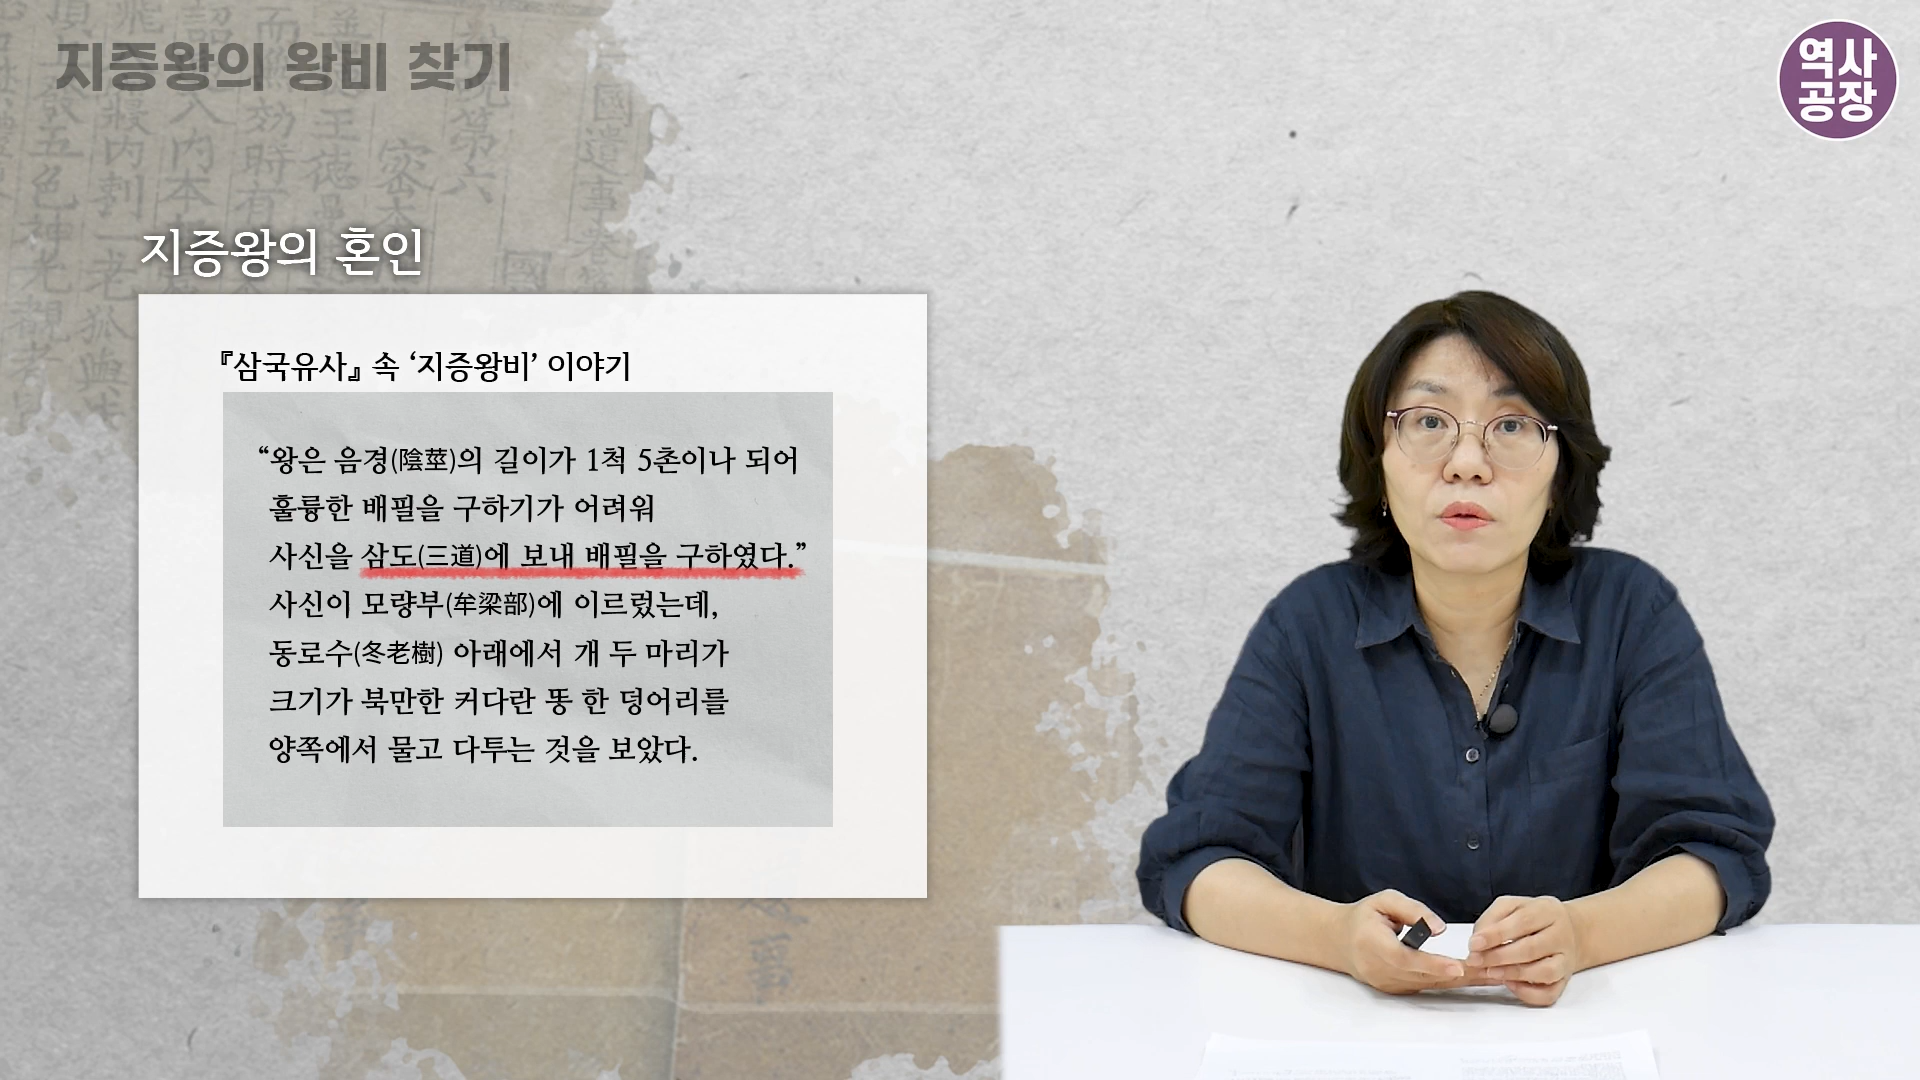 지증왕의 왕비 찾기
역사
공장
지증왕의 혼인
『삼국유사』 속 ‘지증왕비’ 이야기
“왕은 음경(陰莖)의 길이가 1척 5촌이나 되어
훌륭한 배필을 구하기가 어려워
사신을 삼도(三道)에 보내 배필을 구하였다.”
사신이 모량부(牟梁部)에 이르렀는데,
동로수(冬老樹) 아래에서 개 두 마리가
크기가 북만한 커다란 똥 한 덩어리를
양쪽에서 물고 다투는 것을 보았다.